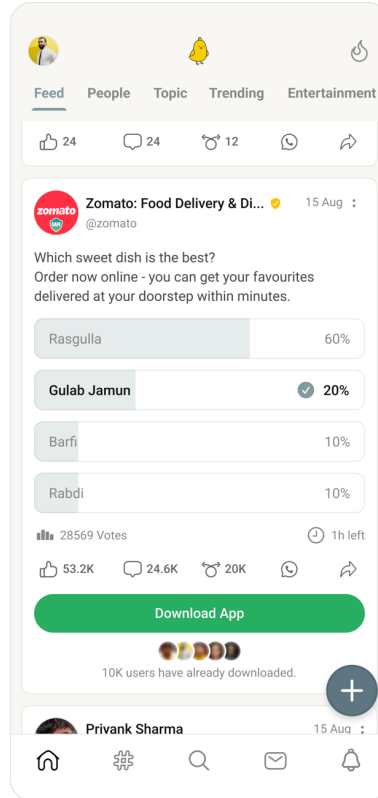 Feed People Topic Trending Entertainment
24 24 12
zomato
SAFE
Zomato: Food Delivery & Di... 15 Aug
@zomato
Which sweet dish is the best?
Order now online - you can get your favourites
delivered at your doorstep within minutes.
Rasgulla 60%
Gulab Jamun 20%
Barfi 10%
Rabdi 10%
28569 Votes 1h left
53.2K 24.6K 20K
Download App
10K users have already downloaded.
Priyank Sharma 15 Aug